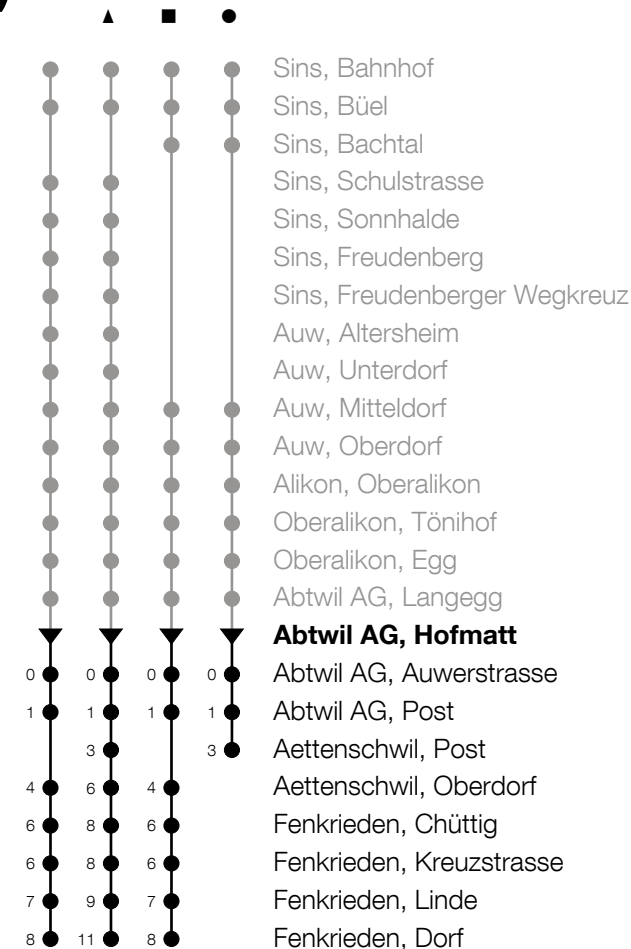 Sins, Bahnhof
Sins, Büel
Sins, Bachtal
Sins, Schulstrasse
Sins, Sonnhalde
Sins, Freudenberg
Sins, Freudenberger Wegkreuz
Auw, Altersheim
Auw, Unterdorf
Auw, Mitteldorf
Auw, Oberdorf
Alikon, Oberalikon
Oberalikon, Tönihof
Oberalikon, Egg
Abtwil AG, Langegg
Abtwil AG, Hofmatt
0 0 0 0 Abtwil AG, Auwerstrasse
1 1 1 1 Abtwil AG, Post
3 3 Aettenschwil, Post
4 6 4 Aettenschwil, Oberdorf
6 8 6 Fenkrieden, Chüttig
6 8 6 Fenkrieden, Kreuzstrasse
7 9 7 Fenkrieden, Linde
8 11 8 Fenkrieden, Dorf